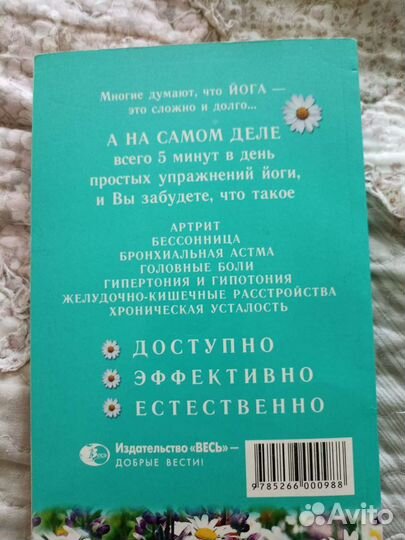 Многие думают, что ЙОГА —
это сложно и долго...
А НА САМОМ ДЕЛЕ
всего 5 минут в день
простых упражнений йоги,
и Вы забудете, что такое
АРТРИТ
БЕССОННИЦА
БРОНХИАЛЬНАЯ АСТМА
ГОЛОВНЫЕ БОЛИ
ГИПЕРТОНИЯ И ГИПОТОНИЯ
ЖЕЛУДОЧНО-КИШЕЧНЫЕ РАССТРОЙСТВА
ХРОНИЧЕСКАЯ УСТАЛОСТЬ
ДОСТУПНО
ЭФФЕКТИВНО
ЕСТЕСТВЕННО
Весь
Издательство «ВЕСЬ» —
ДОБРЫЕ ВЕСТИ!
9 785266 000988
Avito